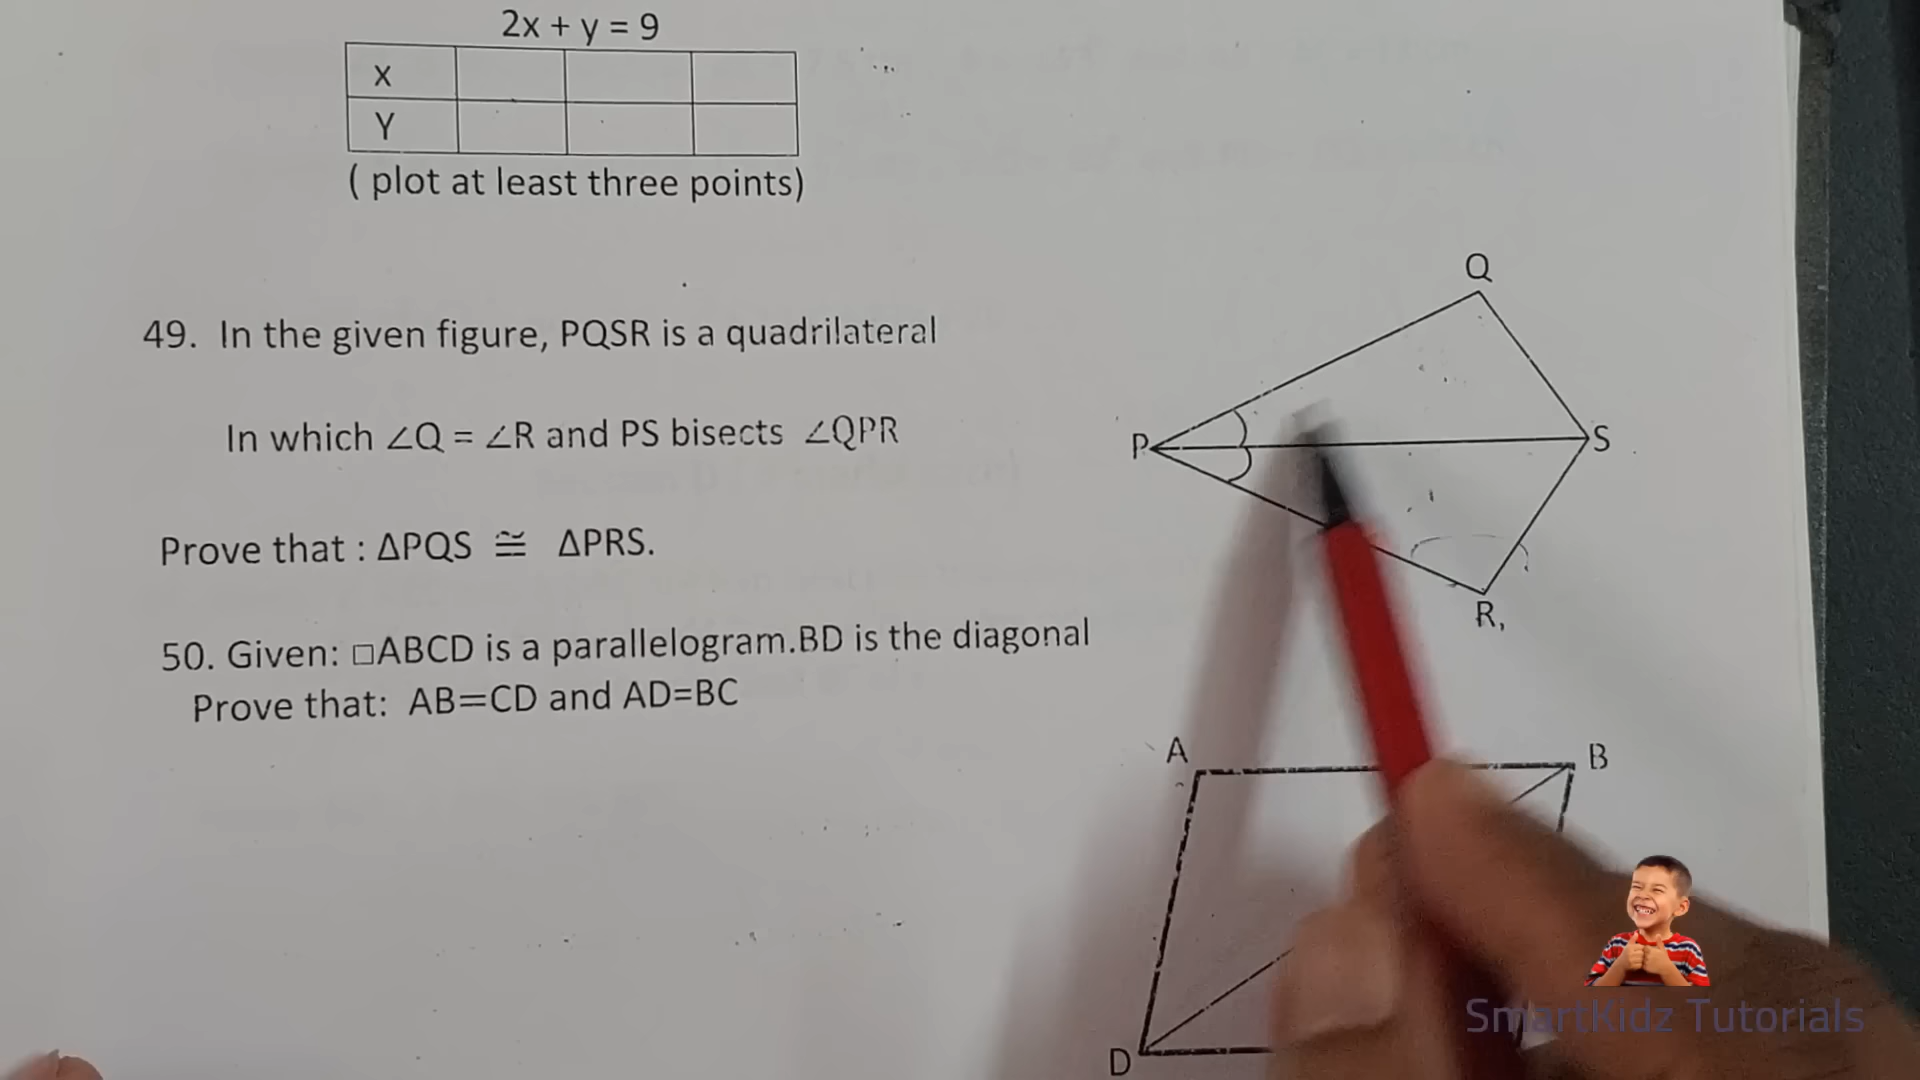 2x + y = 9
X
Y
( plot at least three points)
Q
49. In the given figure, PQSR is a quadrilateral
In which ∠Q = ∠R and PS bisects ∠QPR
P
S
Prove that : ΔPQS ≅ ΔPRS.
R,
50. Given: □ABCD is a parallelogram.BD is the diagonal
Prove that: AB=CD and AD=BC
A
B
SmartKidz Tutorials
D